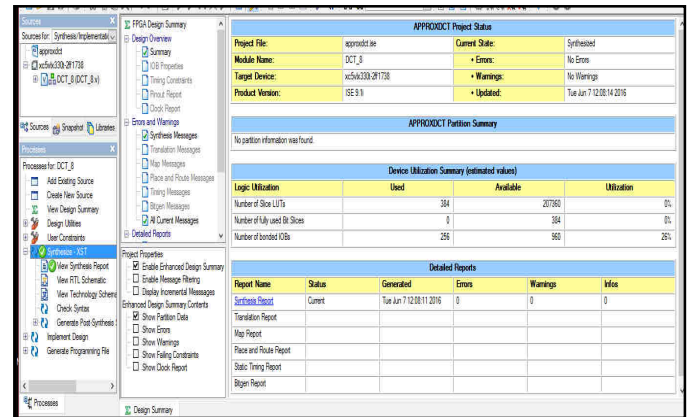 Sources
Sources for: Synthesis/Implementati
approxdct
xc5vlx330-2ff1738
DCT_8 (DCT_8.v)
Sources
Snapshot
Libraries
Processes
Processes for: DCT_8
Add Existing Source
Create New Source
View Design Summary
Design Utilities
User Constraints
Synthesize - XST
View Synthesis Report
View RTL Schematic
View Technology Schema
Check Syntax
Generate Post-Synthesis S
Implement Design
Generate Programming File
Processes
FPGA Design Summary
Design Overview
Summary
IOB Properties
Timing Constraints
Pinout Report
Clock Report
Errors and Warnings
Synthesis Messages
Translation Messages
Map Messages
Place and Route Messages
Timing Messages
Bitgen Messages
All Current Messages
Detailed Reports
Project Properties
Enable Enhanced Design Summary
Enable Message Filtering
Display Incremental Messages
Enhanced Design Summary Contents
Show Partition Data
Show Errors
Show Warnings
Show Failing Constraints
Show Clock Report
Design Summary
APPROXDCT Project Status
Project File: approxdct.ise Current State: Synthesized
Module Name: DCT_8 • Errors: No Errors
Target Device: xc5vlx330-2ff1738 • Warnings: No Warnings
Product Version: ISE 9.1i • Updated: Tue Jun 7 12:08:14 2016
APPROXDCT Partition Summary
No partition information was found.
Device Utilization Summary (estimated values)
Logic Utilization Used Available Utilization
Number of Slice LUTs 384 207360 0%
Number of fully used Bit Slices 0 384 0%
Number of bonded IOBs 256 960 26%
Detailed Reports
Report Name Status Generated Errors Warnings Infos
Synthesis Report Current Tue Jun 7 12:08:11 2016 0 0 0
Translation Report
Map Report
Place and Route Report
Static Timing Report
Bitgen Report